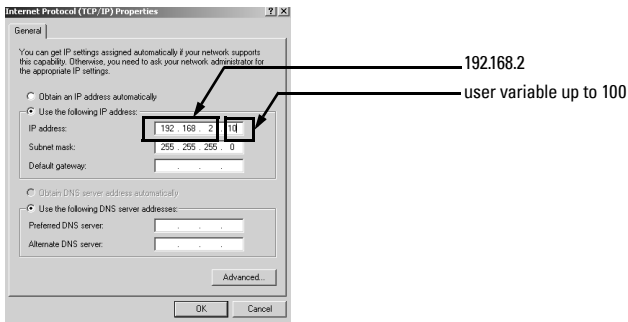 Internet Protocol (TCP/IP) Properties
General
You can get IP settings assigned automatically if your network supports
this capability. Otherwise, you need to ask your network administrator for
the appropriate IP settings.
Obtain an IP address automatically
Use the following IP address:
IP address: 192 . 168 . 2 . 10
Subnet mask: 255 . 255 . 255 . 0
Default gateway: . . .
Obtain DNS server address automatically
Use the following DNS server addresses:
Preferred DNS server: . . .
Alternate DNS server: . . .
Advanced...
OK Cancel
192.168.2
user variable up to 100